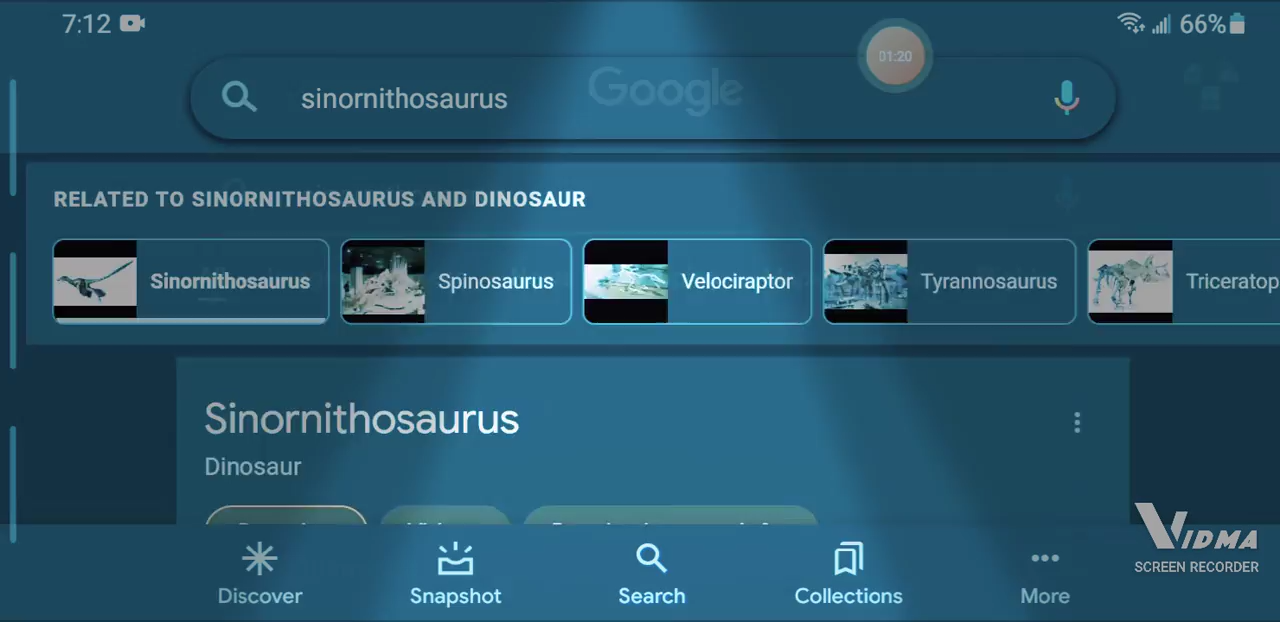 7:12
66%
01:20
Google
sinornithosaurus
RELATED TO SINORNITHOSAURUS AND DINOSAUR
Sinornithosaurus
Spinosaurus
Velociraptor
Tyrannosaurus
Triceratop
Sinornithosaurus
Dinosaur
VIDMA
SCREEN RECORDER
Discover
Snapshot
Search
Collections
More